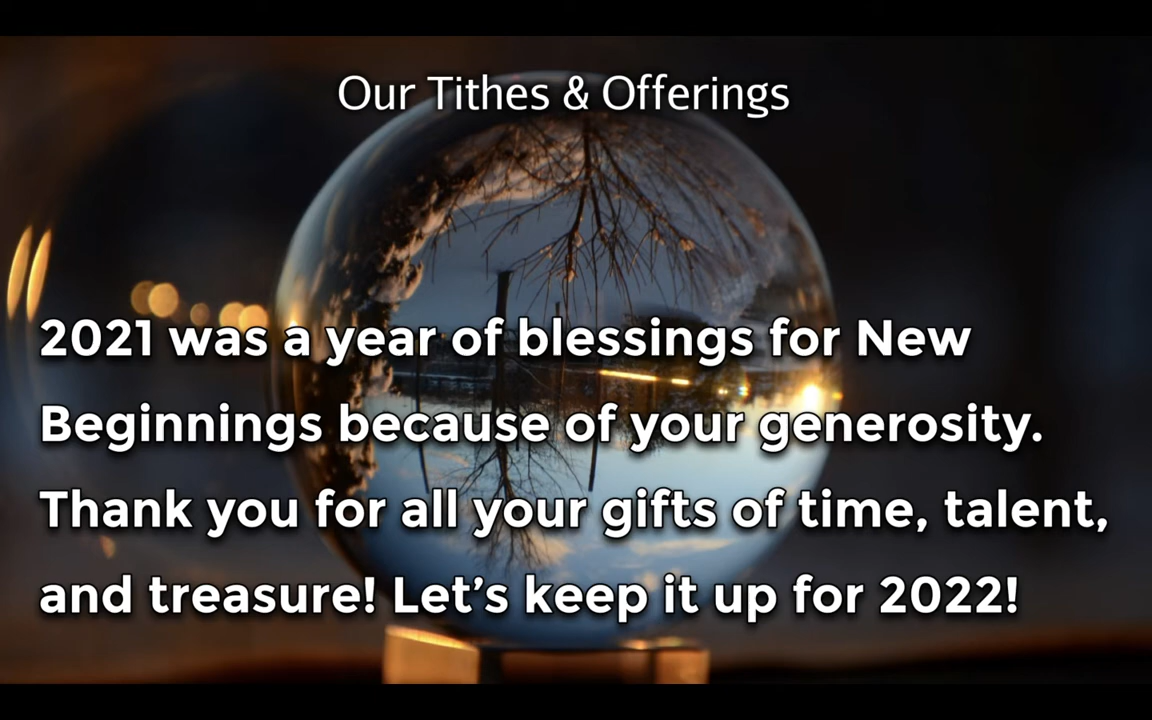 Our Tithes & Offerings
2021 was a year of blessings for New
Beginnings because of your generosity.
Thank you for all your gifts of time, talent,
and treasure! Let’s keep it up for 2022!